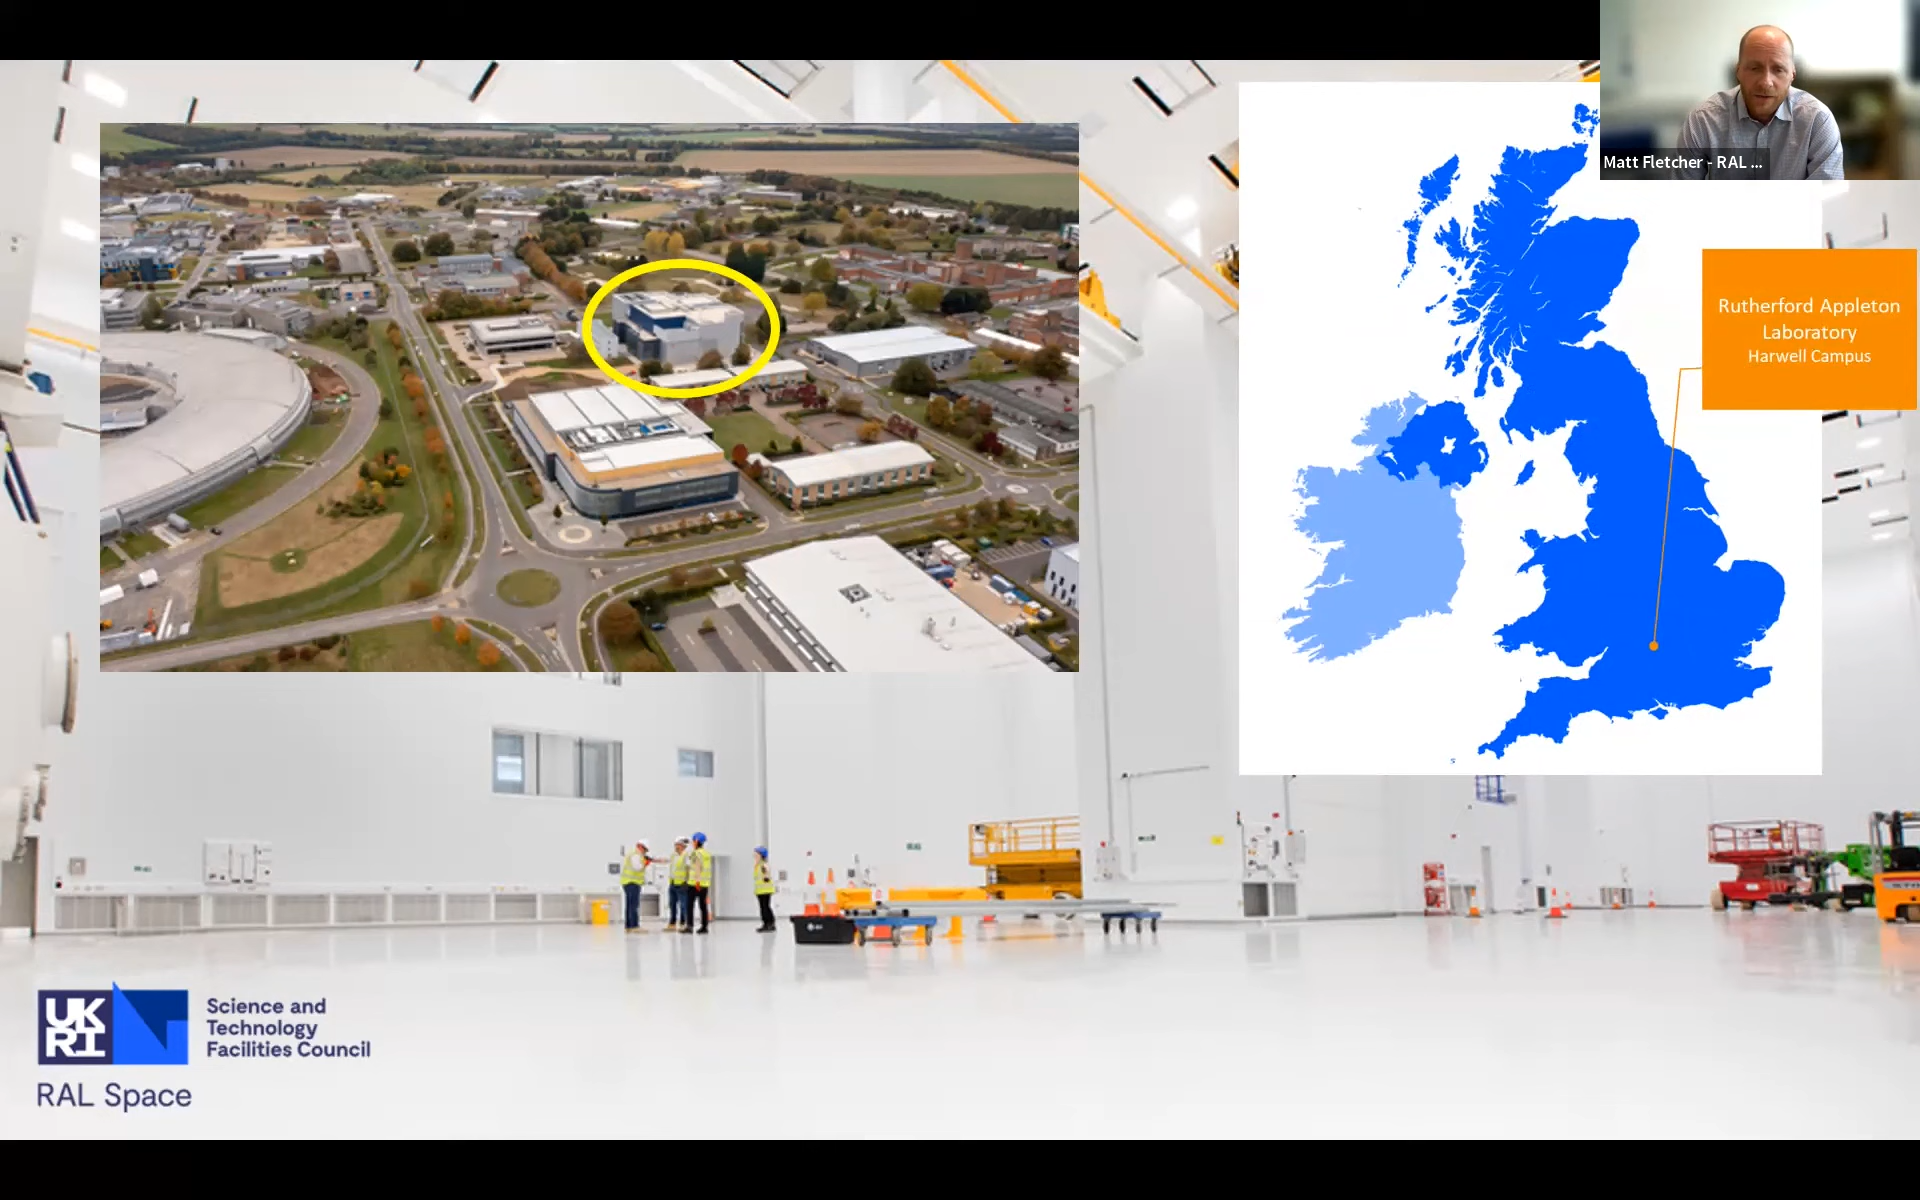 Matt Fletcher - RAL ...
Rutherford Appleton
Laboratory
Harwell Campus
UK
RI
Science and
Technology
Facilities Council
RAL Space